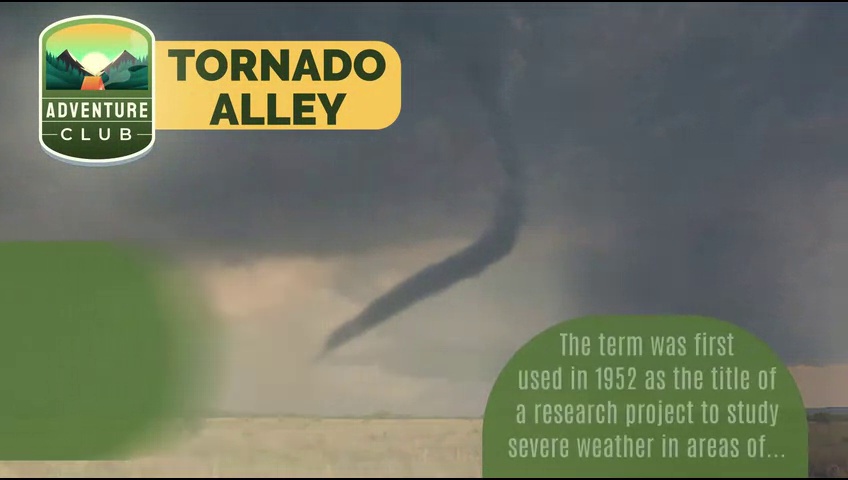 ADVENTURE
CLUB
TORNADO
ALLEY
The term was first
used in 1952 as the title of
a research project to study
severe weather in areas of...